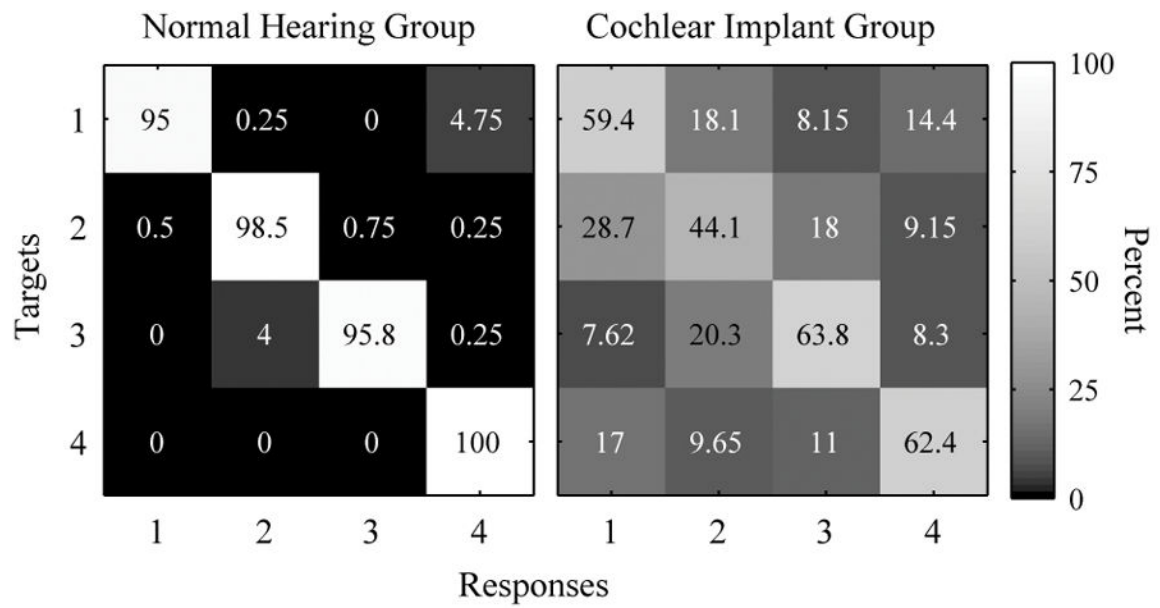 Normal Hearing Group
Cochlear Implant Group
Targets
1
95 0.25 0 4.75
59.4 18.1 8.15 14.4
2
0.5 98.5 0.75 0.25
28.7 44.1 18 9.15
3
0 4 95.8 0.25
7.62 20.3 63.8 8.3
4
0 0 0 100
17 9.65 11 62.4
1 2 3 4
1 2 3 4
Responses
100
75
50
25
0
Percent